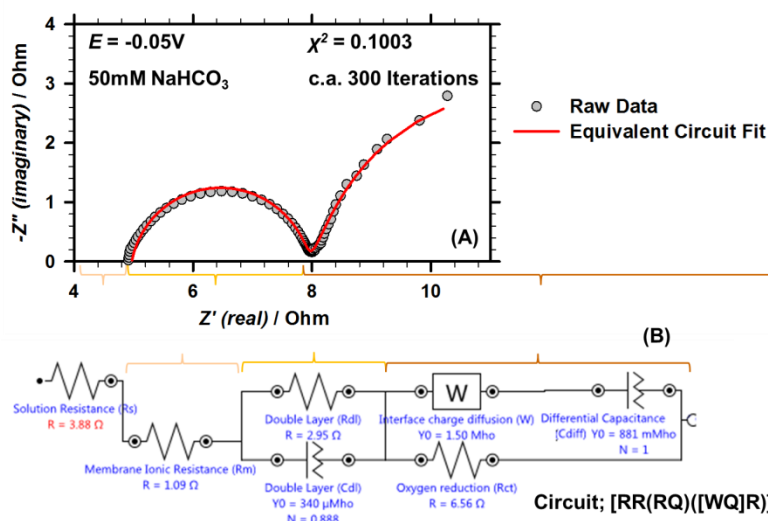 E = -0.05V
χ² = 0.1003
50mM NaHCO₃
c.a. 300 Iterations
-Z" (imaginary) / Ohm
4
3
2
1
0
(A)
4 6 8 10
Z' (real) / Ohm
Raw Data
Equivalent Circuit Fit
(B)
Solution Resistance (Rs)
R = 3.88 Ω
Membrane Ionic Resistance (Rm)
R = 1.09 Ω
Double Layer (Rdl)
R = 2.95 Ω
Double Layer (Cdl)
Y0 = 340 µMho
N = 0.888
W
Interface charge diffusion (W)
Y0 = 1.50 Mho
Differential Capacitance
(Cdiff) Y0 = 881 mMho
N = 1
Oxygen reduction (Rct)
R = 6.56 Ω
Circuit; [RR(RQ)([WQ]R)]